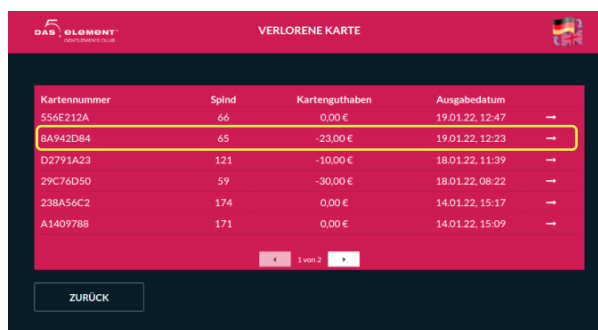 DAS 5. ELEMENT
GENTLEMEN'S CLUB
VERLORENE KARTE
Kartennummer Spind Kartenguthaben Ausgabedatum
556E212A 66 0,00 € 19.01.22, 12:47 →
8A942D84 65 -23,00 € 19.01.22, 12:23 →
D2791A23 121 -10,00 € 18.01.22, 11:39 →
29C76D50 59 -30,00 € 18.01.22, 08:22 →
238A56C2 174 0,00 € 14.01.22, 15:17 →
A1409788 171 0,00 € 14.01.22, 15:09 →
1 von 2
ZURÜCK